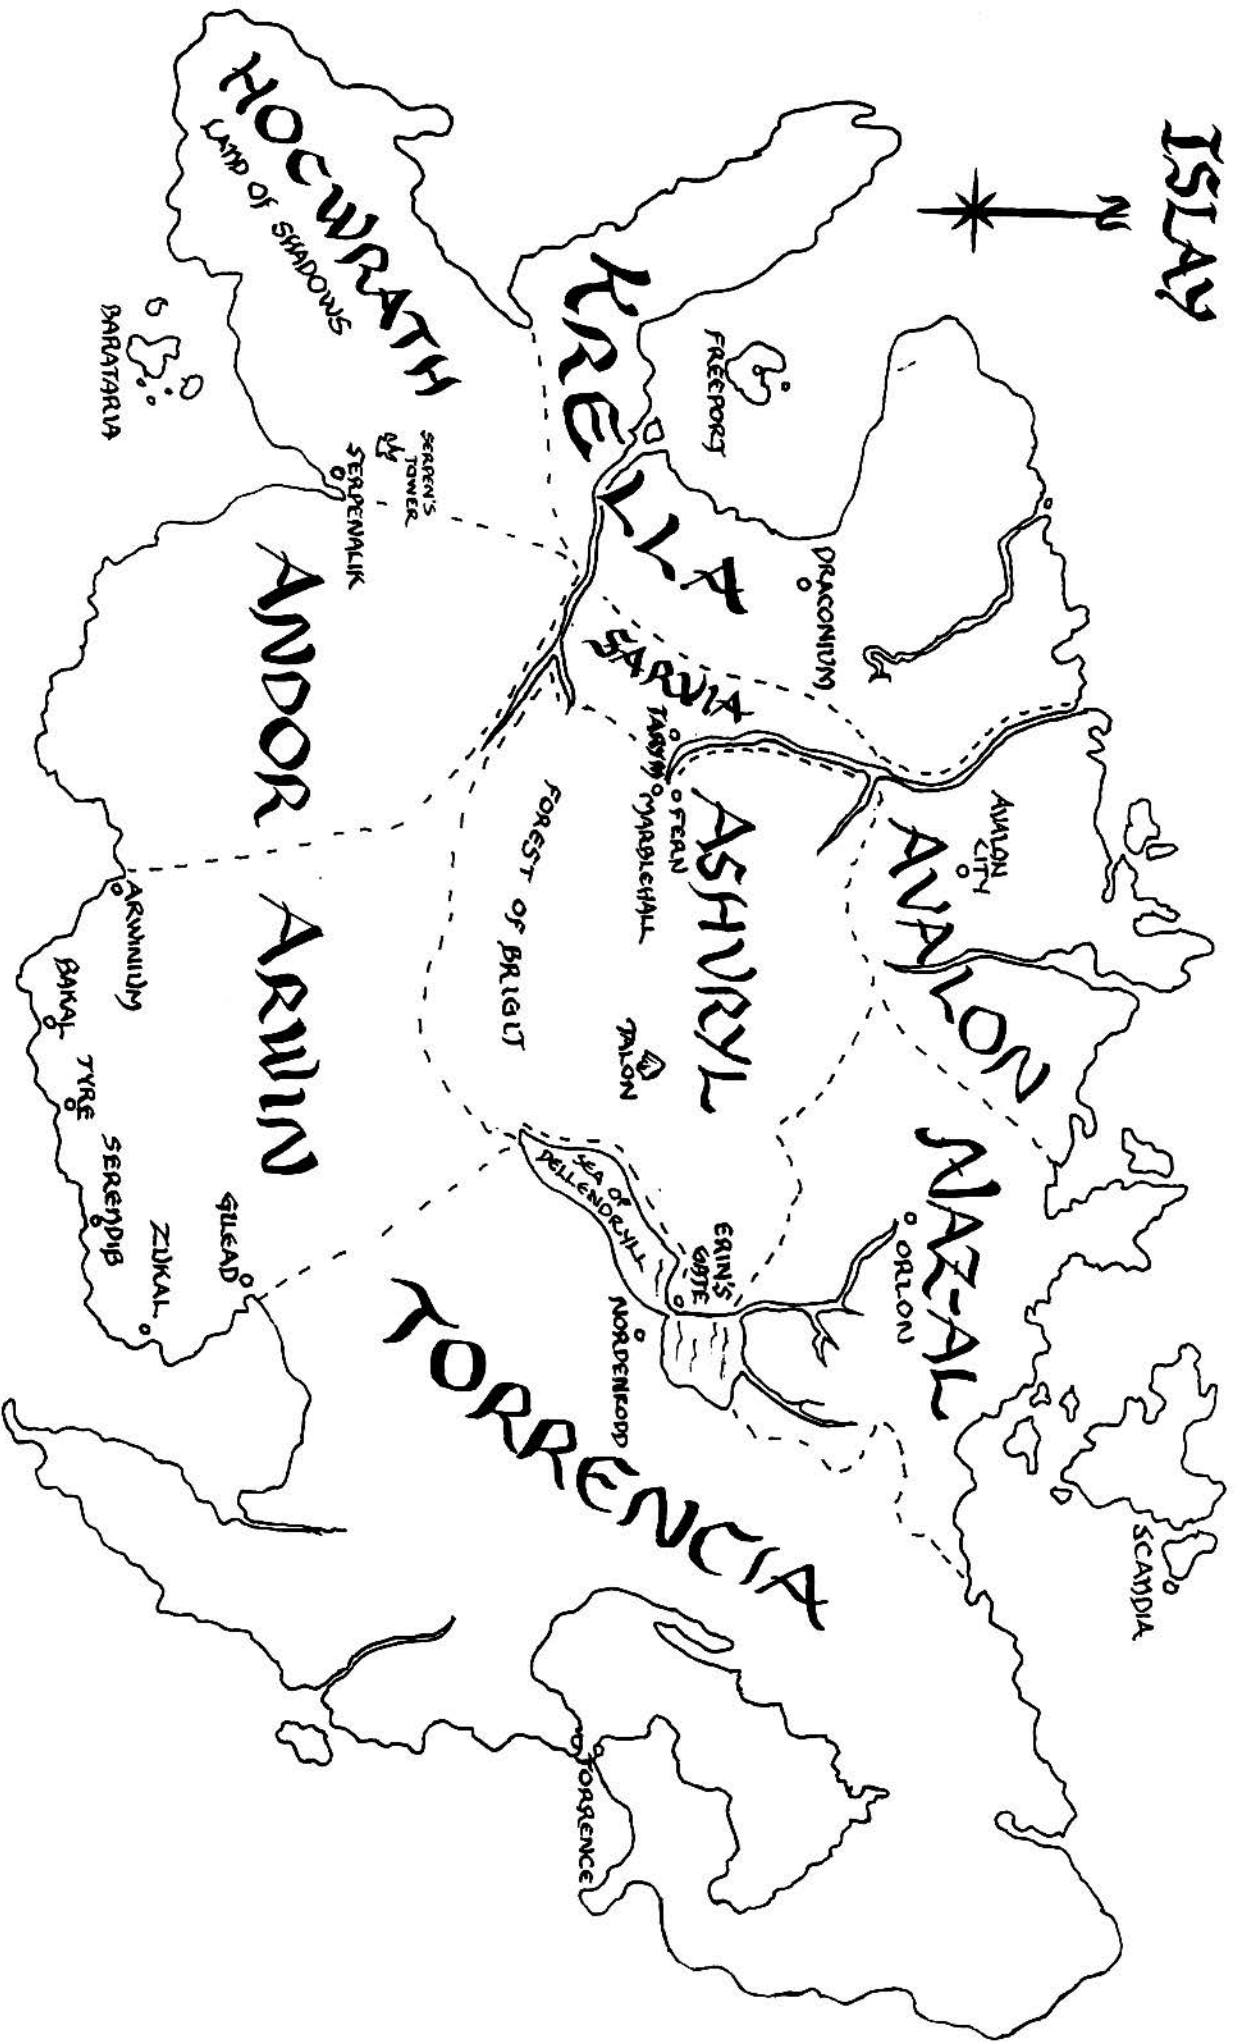 ISLAY
N
SCANDIA
AVALON
CITY
AVALON
NAZ-AL
ORLON
DRACONIUM
FREEPORT
KRELLA
SARVIA
TARYM
FERN
MARBLEHALL
ASHURYL
TALON
ERIN'S
GATE
SEA OF
DELLENDRYLL
NORDENRODD
TORRENCIA
TORRENCE
FOREST OF BRIGIT
HOCWRATH
LAND OF SHADOWS
SERPEN'S
TOWER
SERPENALIK
BARATARIA
ANDOR
ARWIN
ARWINIUM
BAKAL
TYRE
SERENDIB
ZUKAL
GILEAD